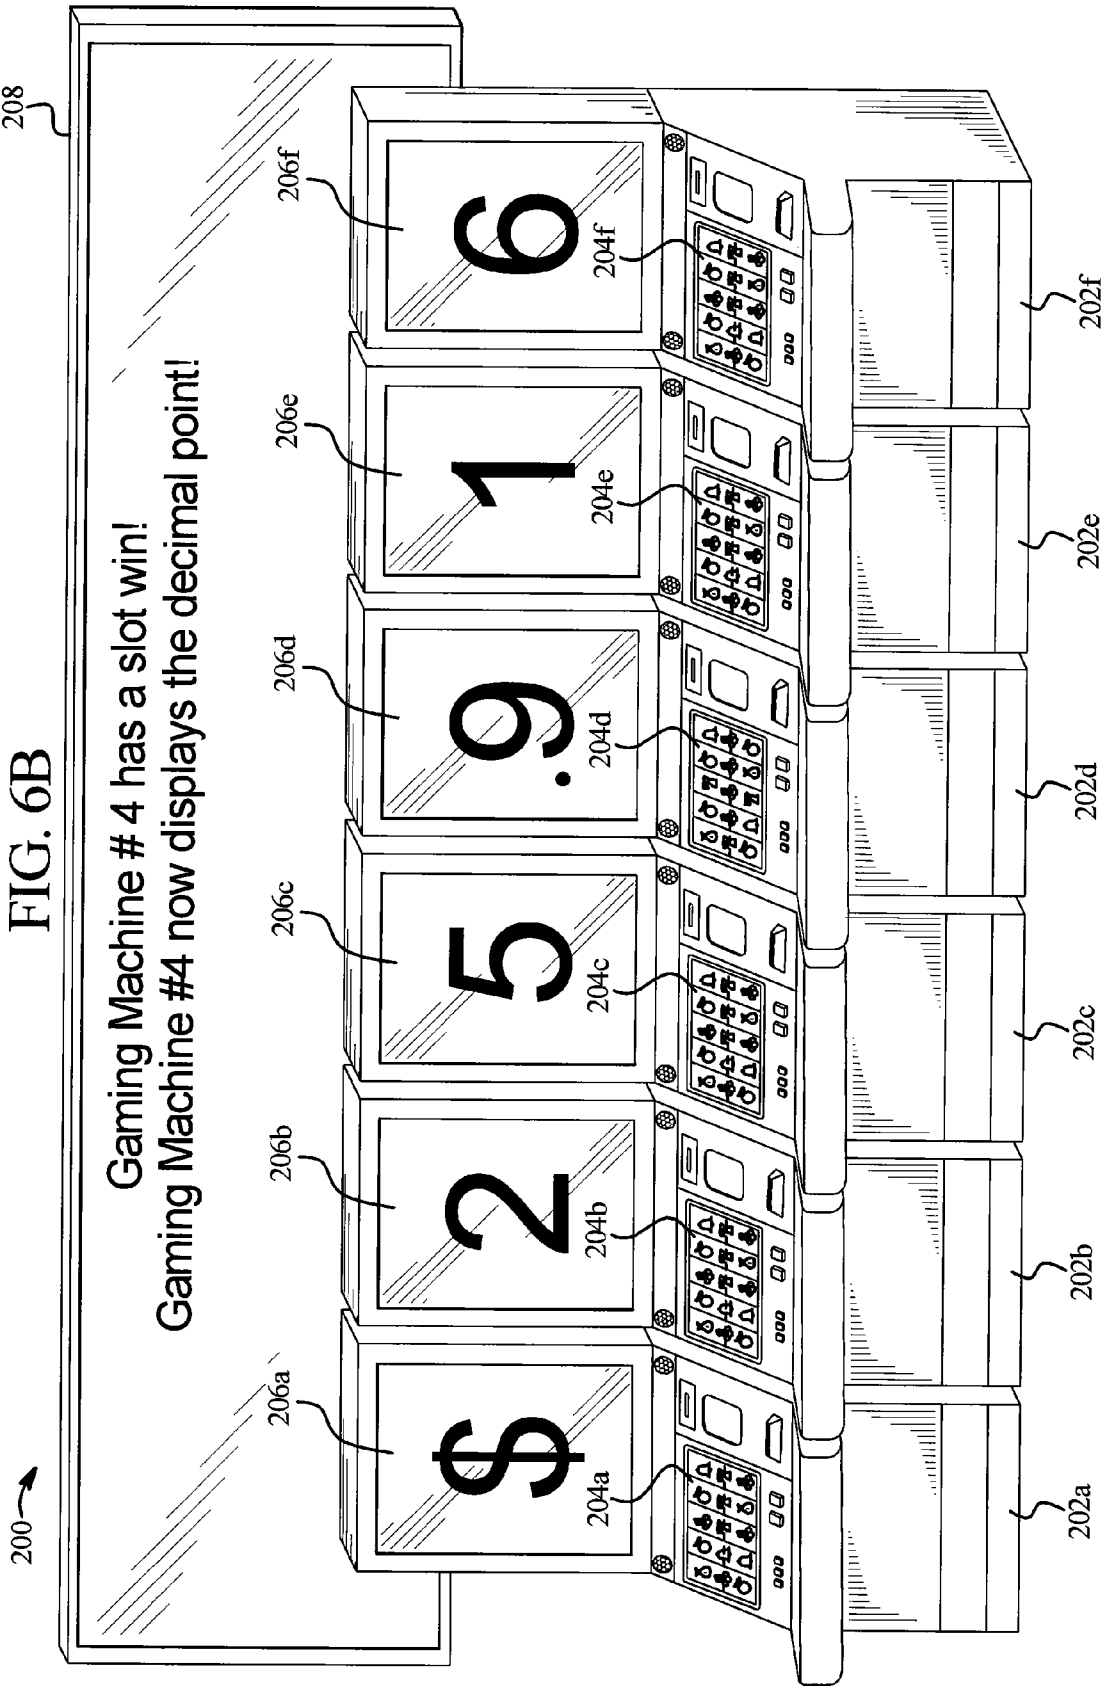 FIG. 6B
200
208
Gaming Machine # 4 has a slot win!
Gaming Machine #4 now displays the decimal point!
206a
206b
206c
206d
206e
206f
$
2
5
.9
1
6
204a
204b
204c
204d
204e
204f
202a
202b
202c
202d
202e
202f